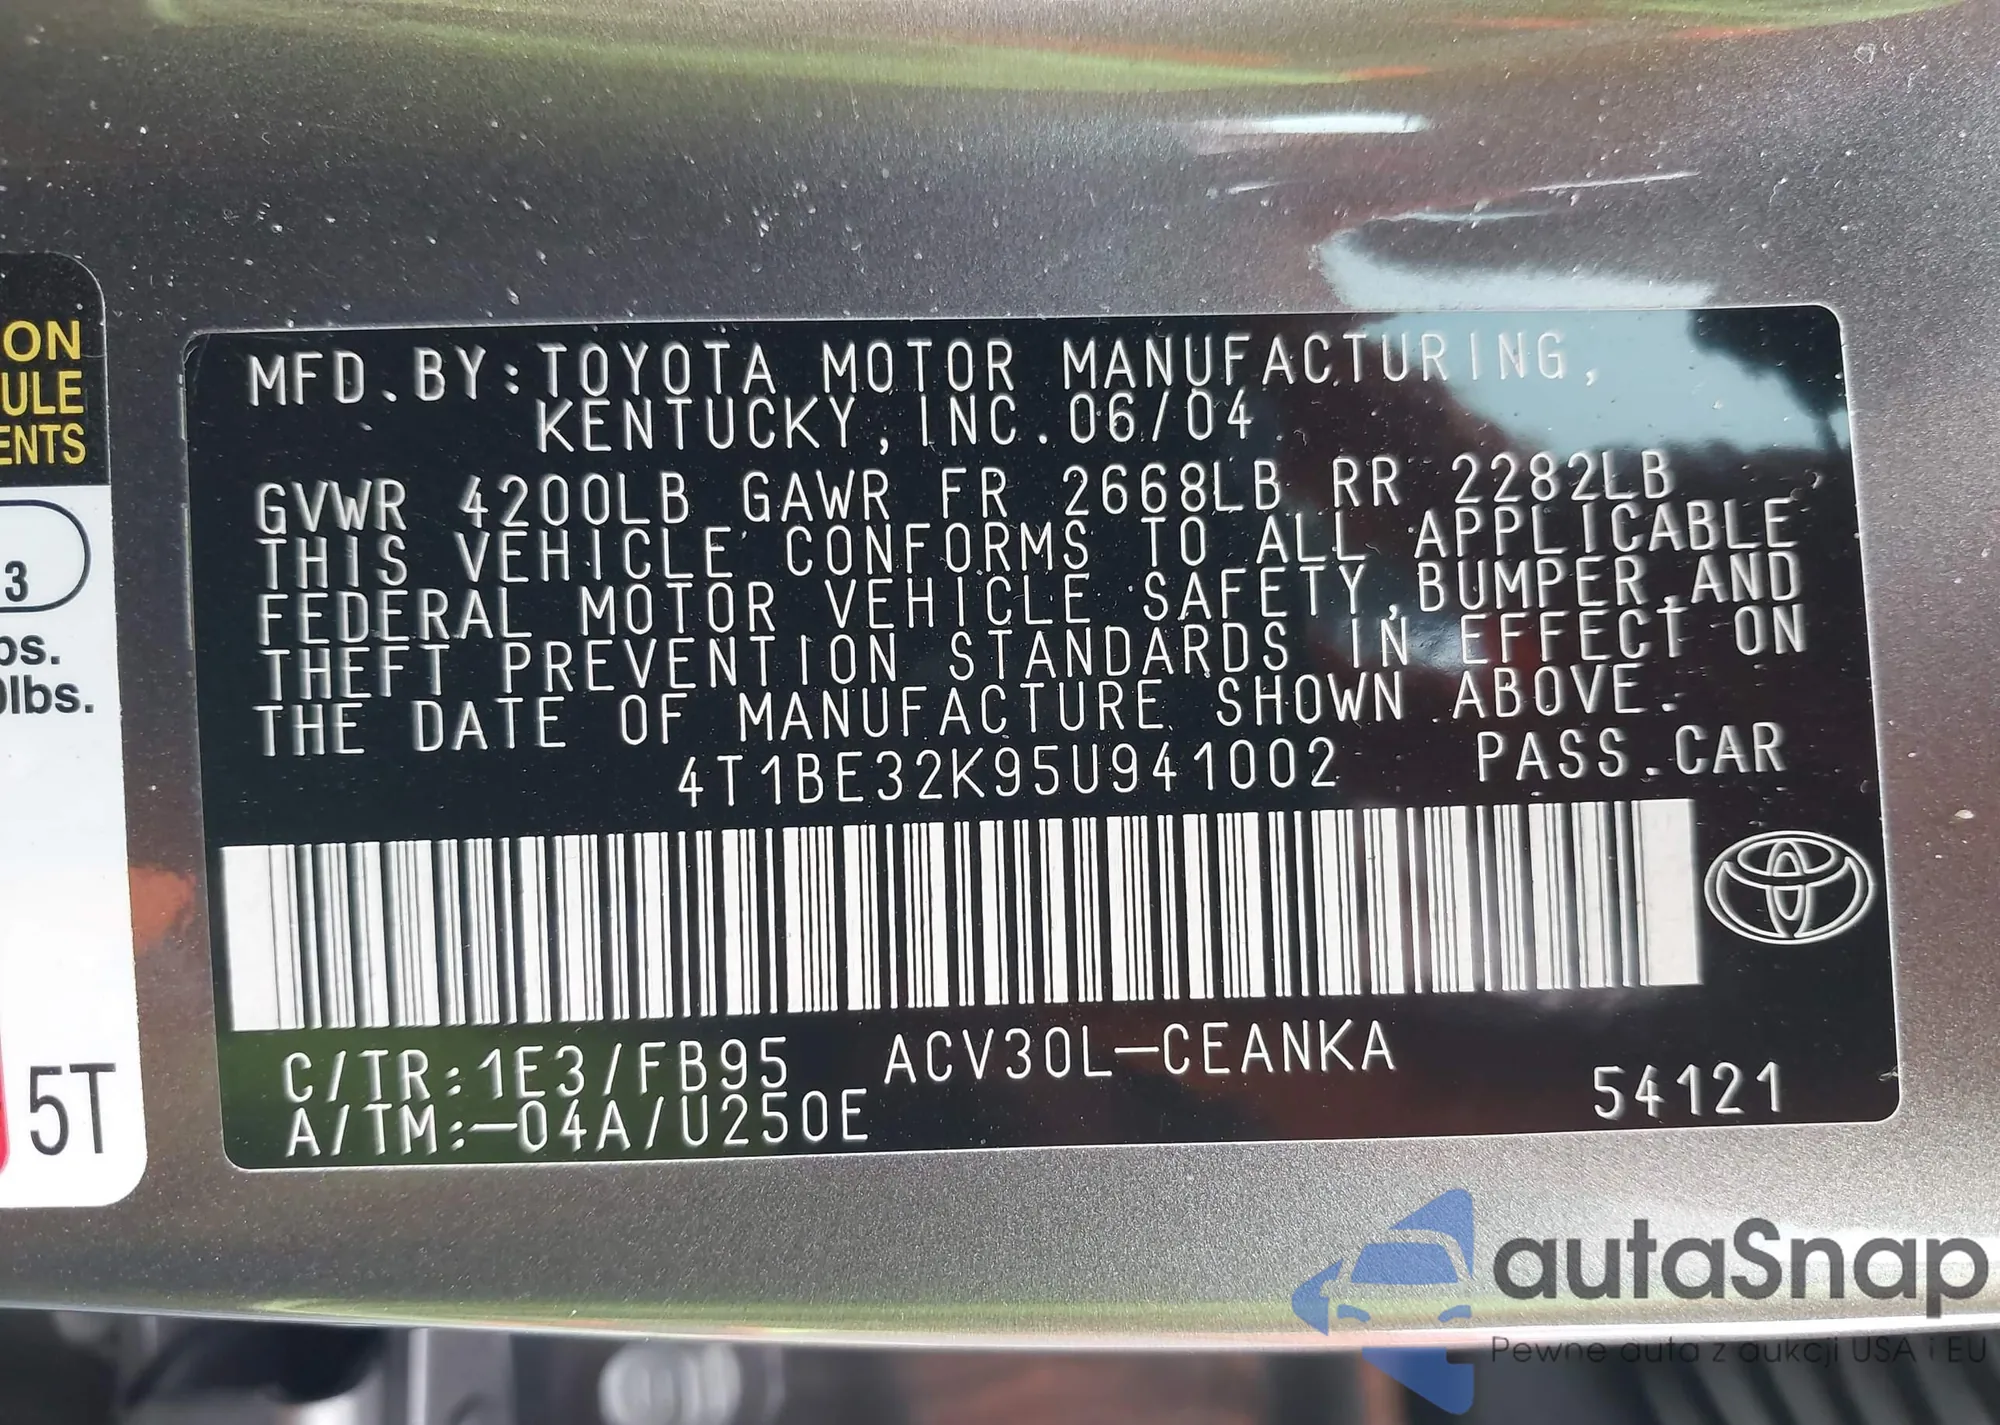 ON
ULE
ENTS
3
bs.
0lbs.
5T
MFD.BY:TOYOTA MOTOR MANUFACTURING,
KENTUCKY,INC.06/04
GVWR 4200LB GAWR FR 2668LB RR 2282LB
THIS VEHICLE CONFORMS TO ALL APPLICABLE
FEDERAL MOTOR VEHICLE SAFETY,BUMPER,AND
THEFT PREVENTION STANDARDS IN EFFECT ON
THE DATE OF MANUFACTURE SHOWN ABOVE.
4T1BE32K95U941002 PASS.CAR
C/TR:1E3/FB95 ACV30L-CEANKA
A/TM:-04A/U250E 54121
autaSnap
Pewne auta z aukcji USA i EU